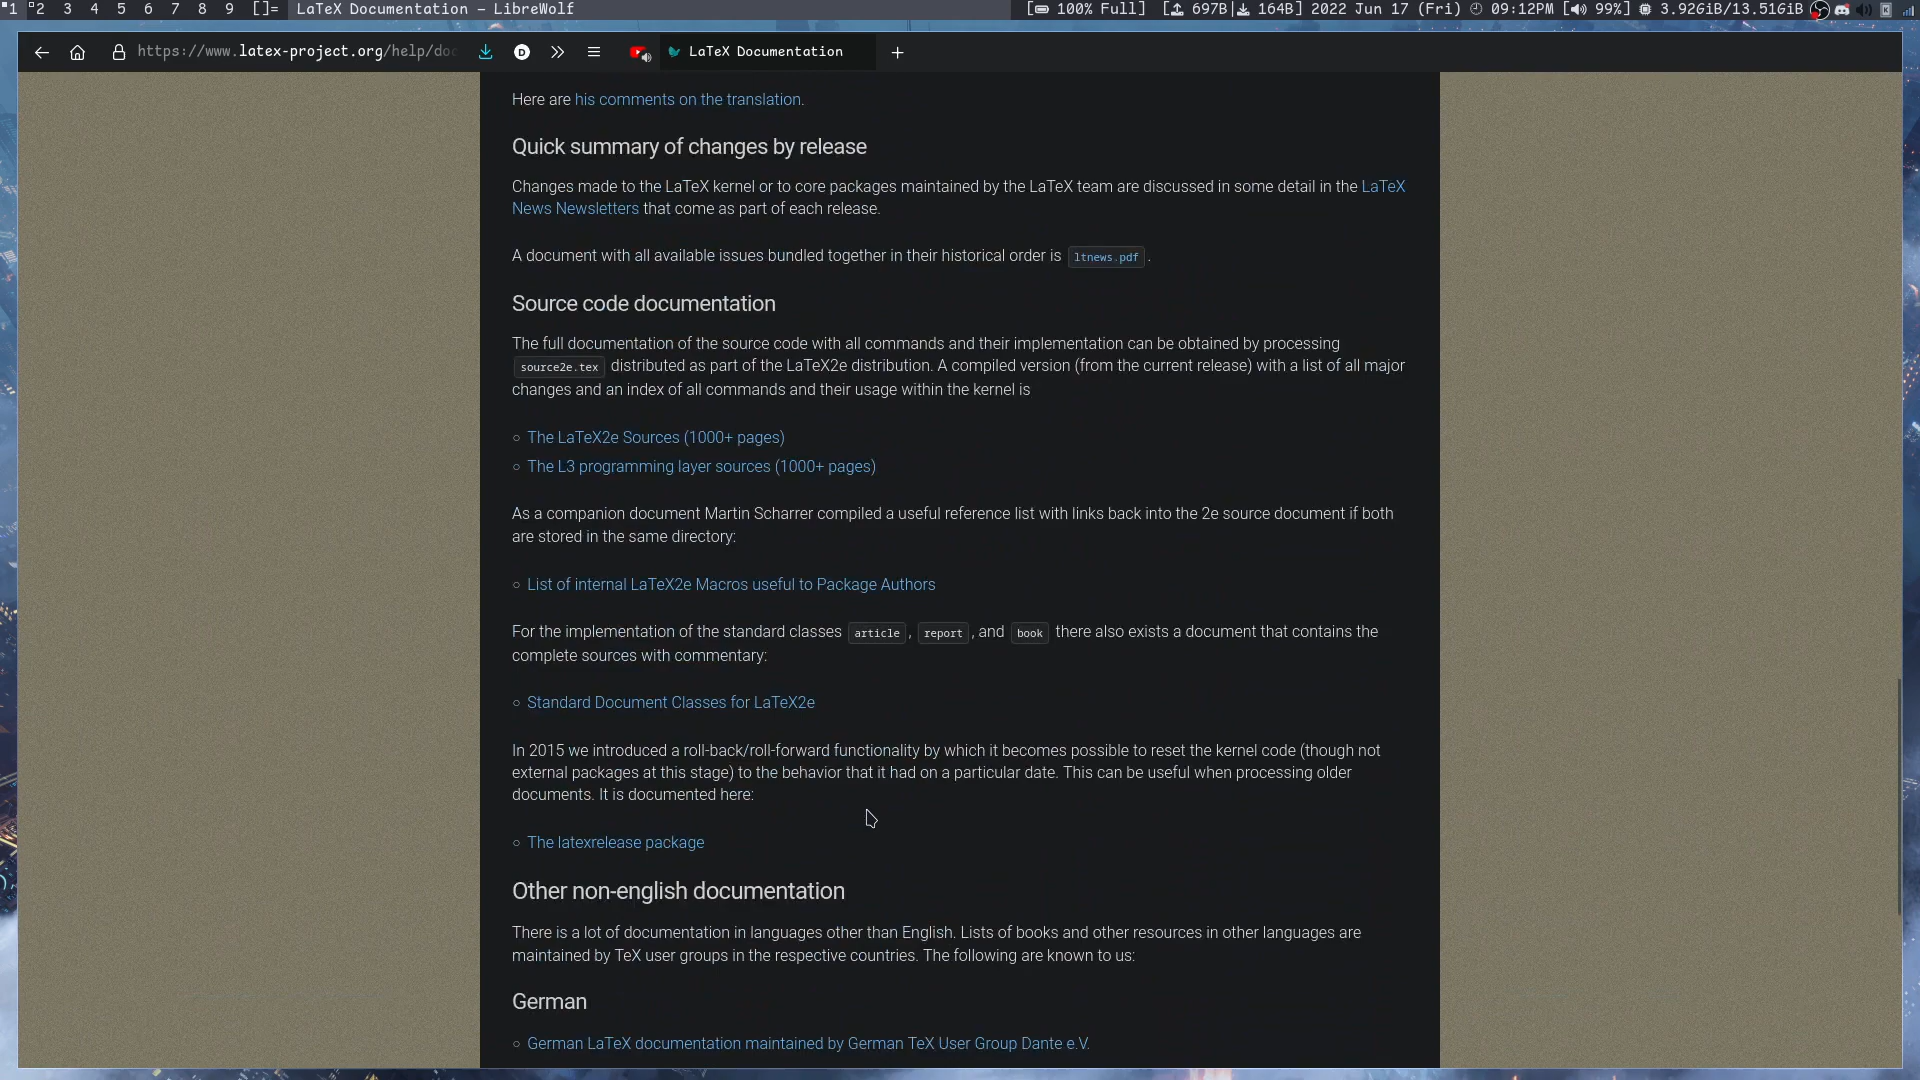 1 2 3 4 5 6 7 8 9 []= LaTeX Documentation — LibreWolf [ 100% Full] [ 697B| 164B] 2022 Jun 17 (Fri) 09:12PM [ 99%] 3.92GiB/13.51GiB
https://www.latex-project.org/help/doc LaTeX Documentation
Here are his comments on the translation.
Quick summary of changes by release
Changes made to the LaTeX kernel or to core packages maintained by the LaTeX team are discussed in some detail in the LaTeX
News Newsletters that come as part of each release.
A document with all available issues bundled together in their historical order is ltnews.pdf .
Source code documentation
The full documentation of the source code with all commands and their implementation can be obtained by processing
source2e.tex distributed as part of the LaTeX2e distribution. A compiled version (from the current release) with a list of all major
changes and an index of all commands and their usage within the kernel is
The LaTeX2e Sources (1000+ pages)
The L3 programming layer sources (1000+ pages)
As a companion document Martin Scharrer compiled a useful reference list with links back into the 2e source document if both
are stored in the same directory:
List of internal LaTeX2e Macros useful to Package Authors
For the implementation of the standard classes article , report , and book there also exists a document that contains the
complete sources with commentary:
Standard Document Classes for LaTeX2e
In 2015 we introduced a roll-back/roll-forward functionality by which it becomes possible to reset the kernel code (though not
external packages at this stage) to the behavior that it had on a particular date. This can be useful when processing older
documents. It is documented here:
The latexrelease package
Other non-english documentation
There is a lot of documentation in languages other than English. Lists of books and other resources in other languages are
maintained by TeX user groups in the respective countries. The following are known to us:
German
German LaTeX documentation maintained by German TeX User Group Dante e.V.